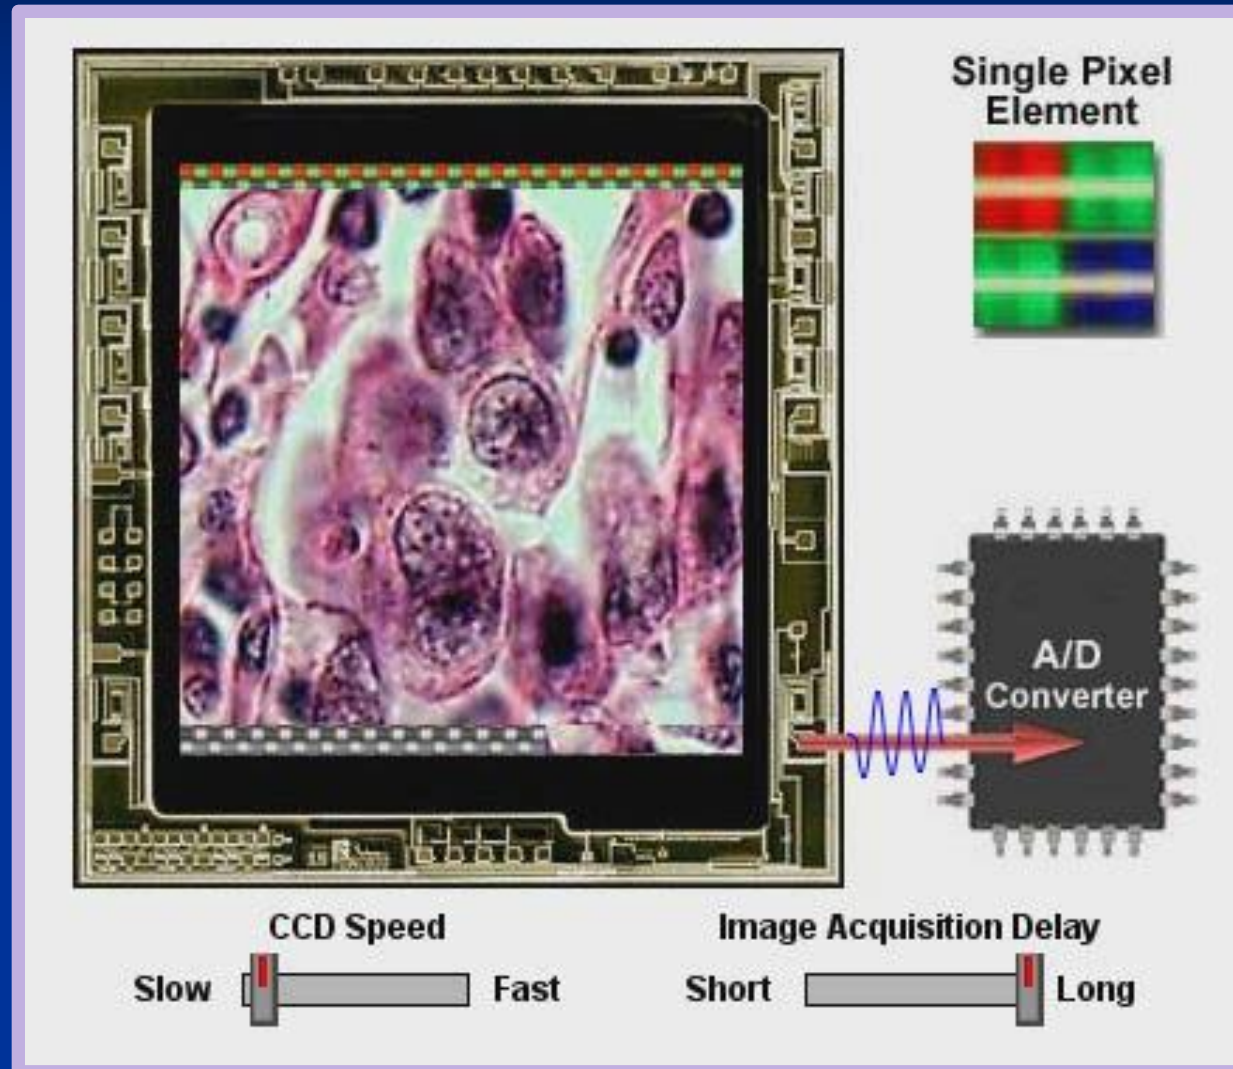 Single Pixel
Element
A/D
Converter
CCD Speed
Slow
Fast
Image Acquisition Delay
Short
Long